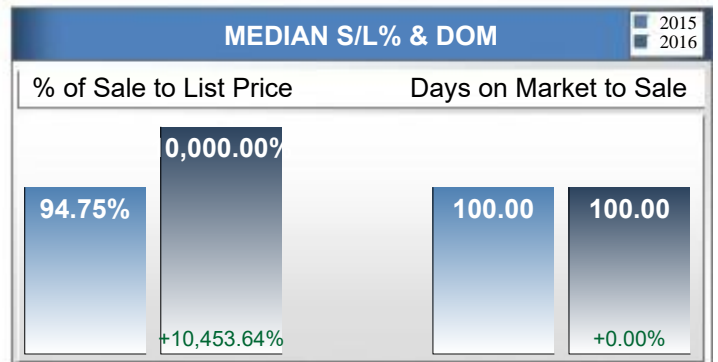 MEDIAN S/L% & DOM
2015
2016
% of Sale to List Price
Days on Market to Sale
0,000.00%
94.75%
100.00
100.00
+10,453.64%
+0.00%